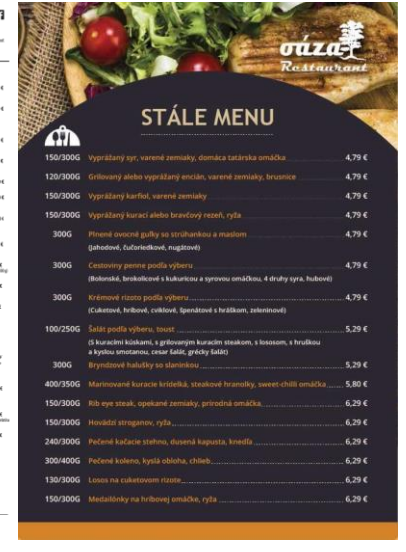 oáza
Restaurant
STÁLE MENU
150/300G Vyprážaný syr, varené zemiaky, domáca tatárska omáčka 4,79 €
120/300G Grilovaný alebo vyprážaný encián, varené zemiaky, brusnice 4,79 €
150/300G Vyprážaný karfiol, varené zemiaky 4,79 €
150/300G Vyprážaný kurací alebo bravčový rezeň, ryža 4,79 €
300G Plnené ovocné guľky so strúhankou a maslom 4,79 €
(Jahodové, čučoriedkové, nugátové)
300G Cestoviny penne podľa výberu 4,79 €
(Bolonské, brokolicové s kukuricou a syrovou omáčkou, 4 druhy syra, hubové)
300G Krémové rizoto podľa výberu 4,79 €
(Cuketové, hríbové, cviklové, špenátové s hráškom, zeleninové)
100/250G Šalát podľa výberu, toust 5,29 €
(S kuracími kúskami, s grilovaným kuracím steakom, s lososom, s hruškou
a kyslou smotanou, cesar šalát, grécky šalát)
300G Bryndzové halušky so slaninkou 5,29 €
400/350G Marinované kuracie krídelká, steakové hranolky, sweet-chilli omáčka 5,80 €
150/300G Rib eye steak, opekané zemiaky, prírodná omáčka 6,29 €
150/300G Hovädzí stroganov, ryža 6,29 €
240/300G Pečené kačacie stehno, dusená kapusta, knedľa 6,29 €
300/400G Pečené koleno, kyslá obloha, chlieb 6,29 €
130/300G Losos na cuketovom rizote 6,29 €
150/300G Medailónky na hríbovej omáčke, ryža 6,29 €